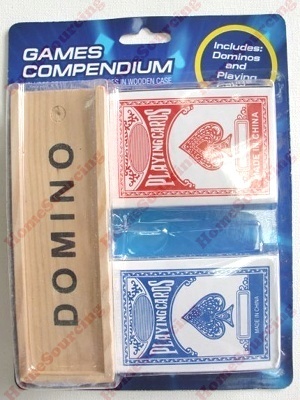 GAMES
COMPENDIUM
IN WOODEN CASE
Includes:
Dominos
and
Playing
DOMINO
PLAYING CARDS
MADE IN CHINA
PLAYING CARDS
MADE IN CHINA
HomeSourcing